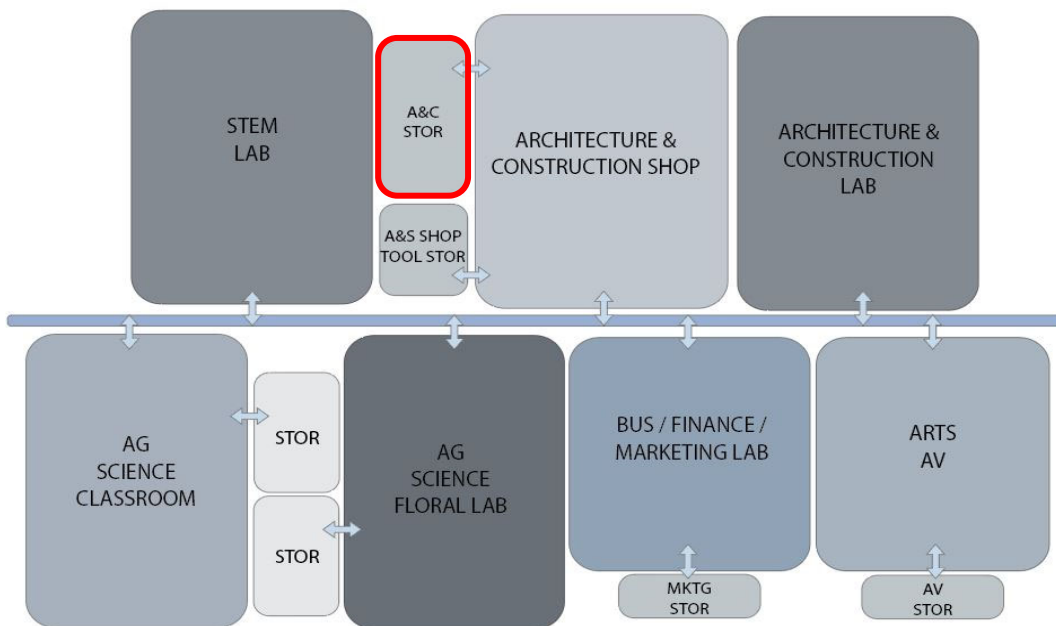 STEM
LAB
A&C
STOR
ARCHITECTURE &
CONSTRUCTION SHOP
ARCHITECTURE &
CONSTRUCTION
LAB
A&S SHOP
TOOL STOR
AG
SCIENCE
CLASSROOM
STOR
STOR
AG
SCIENCE
FLORAL LAB
BUS / FINANCE /
MARKETING LAB
ARTS
AV
MKTG
STOR
AV
STOR